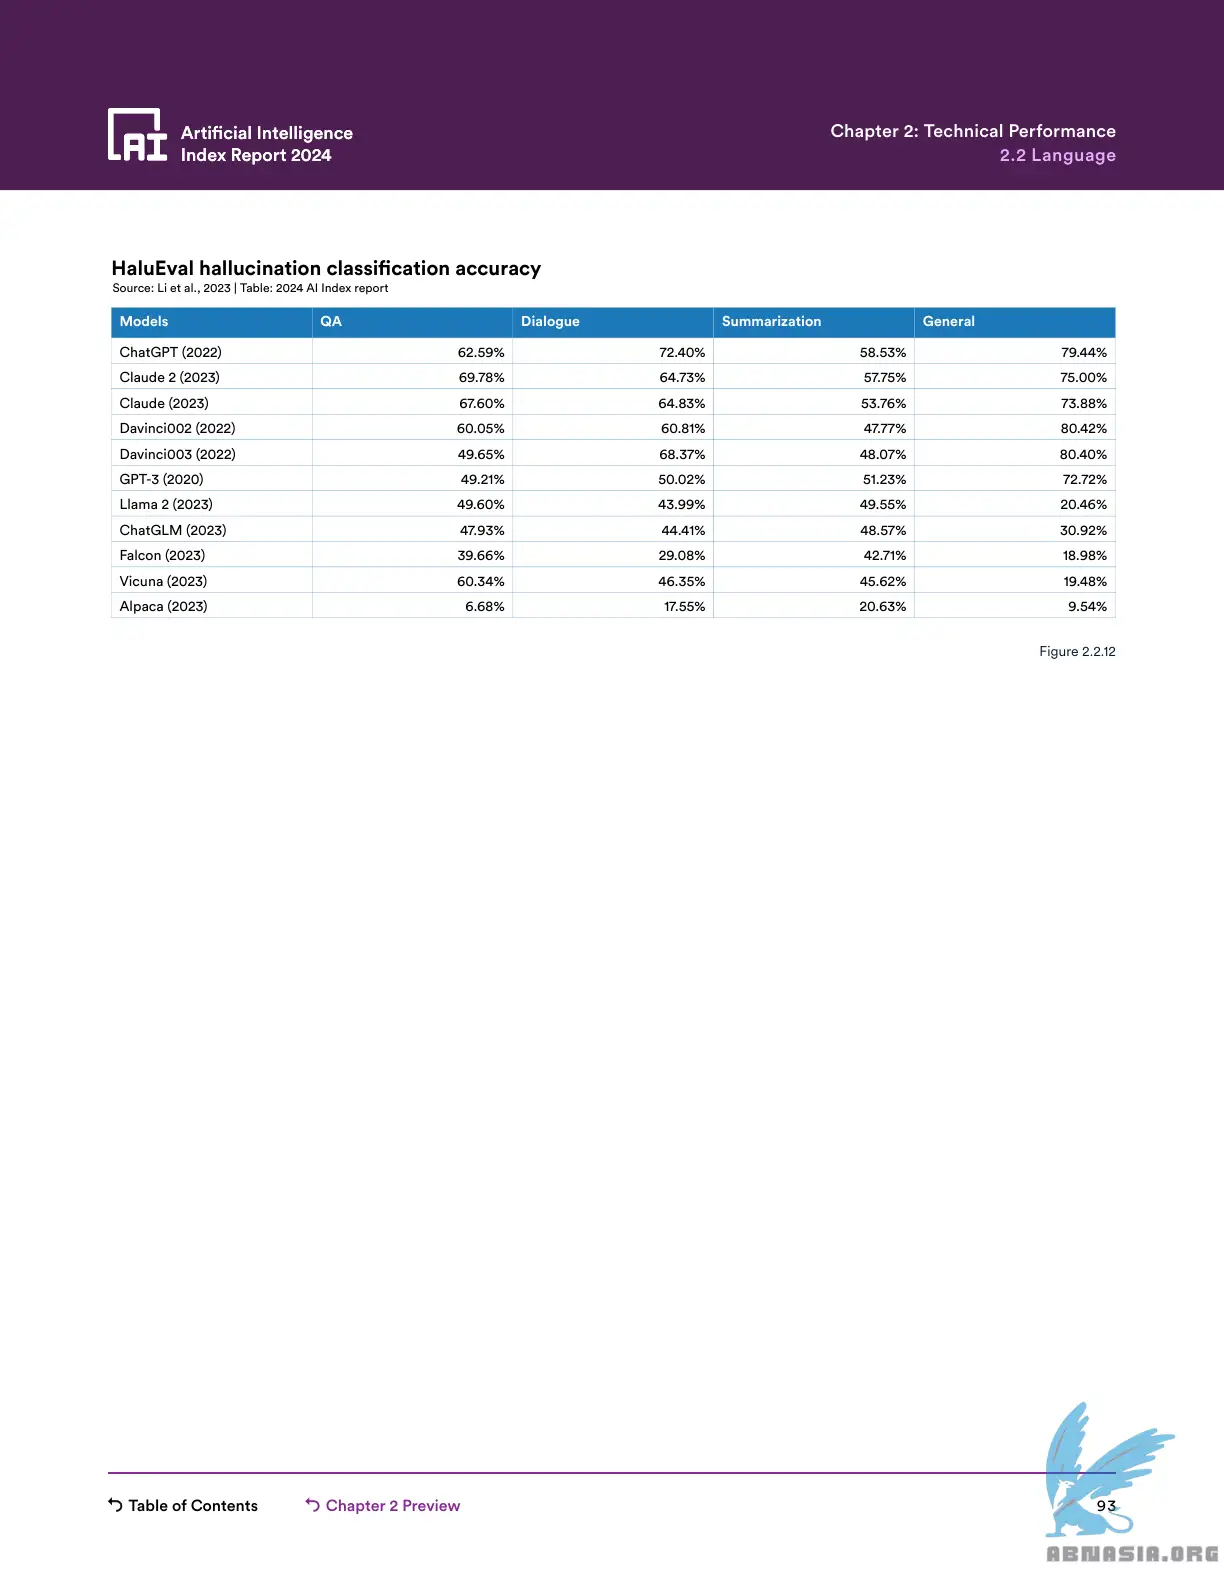 Artificial Intelligence
Index Report 2024
Chapter 2: Technical Performance
2.2 Language
HaluEval hallucination classification accuracy
Source: Li et al., 2023 | Table: 2024 AI Index report
Models QA Dialogue Summarization General
ChatGPT (2022) 62.59% 72.40% 58.53% 79.44%
Claude 2 (2023) 69.78% 64.73% 57.75% 75.00%
Claude (2023) 67.60% 64.83% 53.76% 73.88%
Davinci002 (2022) 60.05% 60.81% 47.77% 80.42%
Davinci003 (2022) 49.65% 68.37% 48.07% 80.40%
GPT-3 (2020) 49.21% 50.02% 51.23% 72.72%
Llama 2 (2023) 49.60% 43.99% 49.55% 20.46%
ChatGLM (2023) 47.93% 44.41% 48.57% 30.92%
Falcon (2023) 39.66% 29.08% 42.71% 18.98%
Vicuna (2023) 60.34% 46.35% 45.62% 19.48%
Alpaca (2023) 6.68% 17.55% 20.63% 9.54%
Figure 2.2.12
Table of Contents Chapter 2 Preview 93
ABNASIA.ORG